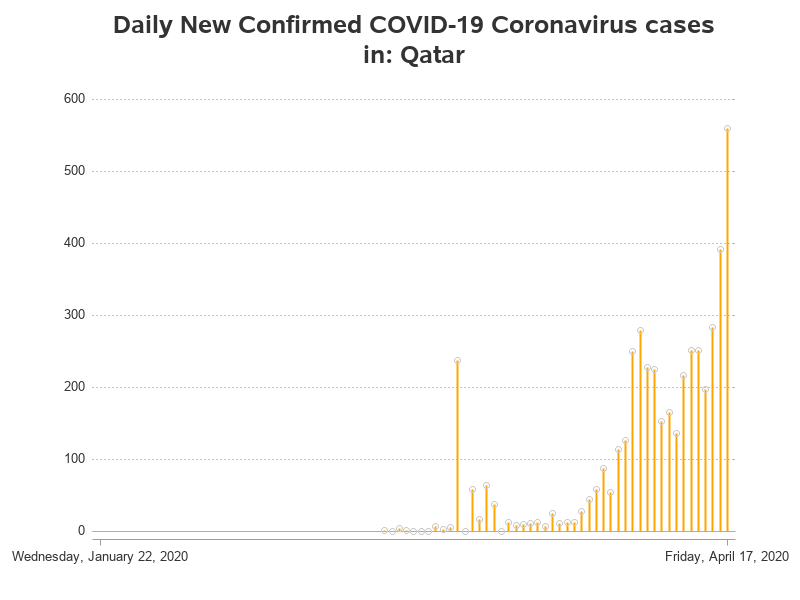 Daily New Confirmed COVID-19 Coronavirus cases
in: Qatar
600
500
400
300
200
100
0
Wednesday, January 22, 2020 Friday, April 17, 2020